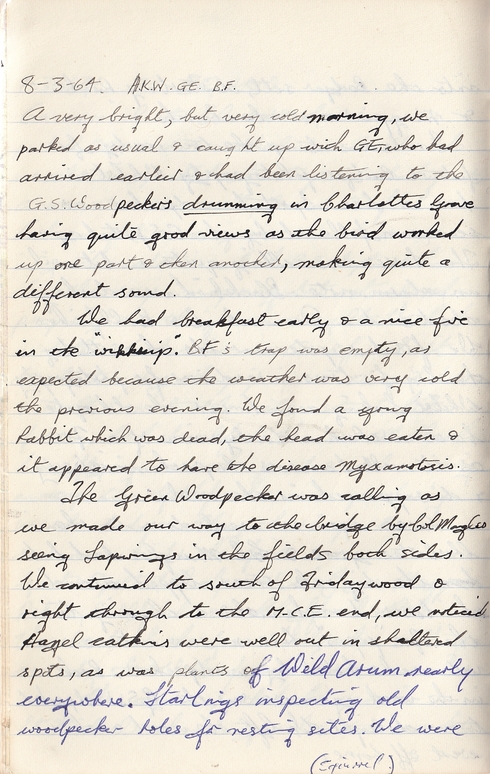 8-3-64. A.K.W. GE. B.F.
A very bright, but very cold morning, we
parked as usual & caught up with GE, who had
arrived earlier & had been listening to the
G.S. Woodpeckers drumming in Charlottes Grove
having quite good views as the bird worked
up one part & then another, making quite a
different sound.
We had breakfast early & a nice fire
in the "wikkiup". B.F's trap was empty, as
expected because the weather was very cold
the previous evening. We found a young
Rabbit which was dead, the head was eaten &
it appeared to have the disease Myxamotosis.
The Green Woodpecker was calling as
we made our way to the bridge by Col
seeing Lapwings in the fields both sides.
We continued to south of Fridaywood &
right through to the M.C.E. end, we noticed
Hazel catkins were well out in sheltered
spots, as was plants of Wild Arum nearly
everywhere. Starlings inspecting old
woodpecker holes for nesting sites. We were
(Squirrel.)